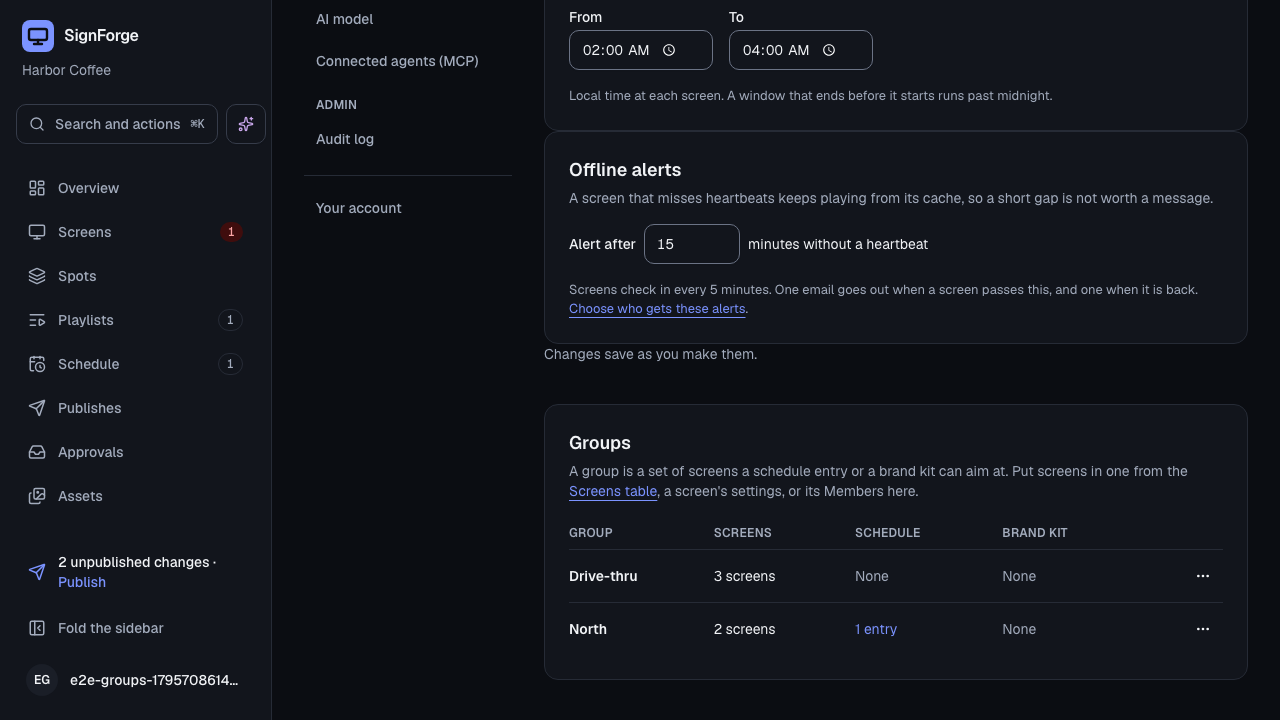 SignForge
Harbor Coffee
Search and actions ⌘K
Overview
Screens 1
Spots
Playlists 1
Schedule 1
Publishes
Approvals
Assets
2 unpublished changes ·
Publish
Fold the sidebar
EG e2e-groups-1795708614...
AI model
Connected agents (MCP)
ADMIN
Audit log
Your account
From To
02:00 AM 04:00 AM
Local time at each screen. A window that ends before it starts runs past midnight.
Offline alerts
A screen that misses heartbeats keeps playing from its cache, so a short gap is not worth a message.
Alert after 15 minutes without a heartbeat
Screens check in every 5 minutes. One email goes out when a screen passes this, and one when it is back.
Choose who gets these alerts.
Changes save as you make them.
Groups
A group is a set of screens a schedule entry or a brand kit can aim at. Put screens in one from the
Screens table, a screen's settings, or its Members here.
GROUP SCREENS SCHEDULE BRAND KIT
Drive-thru 3 screens None None
North 2 screens 1 entry None